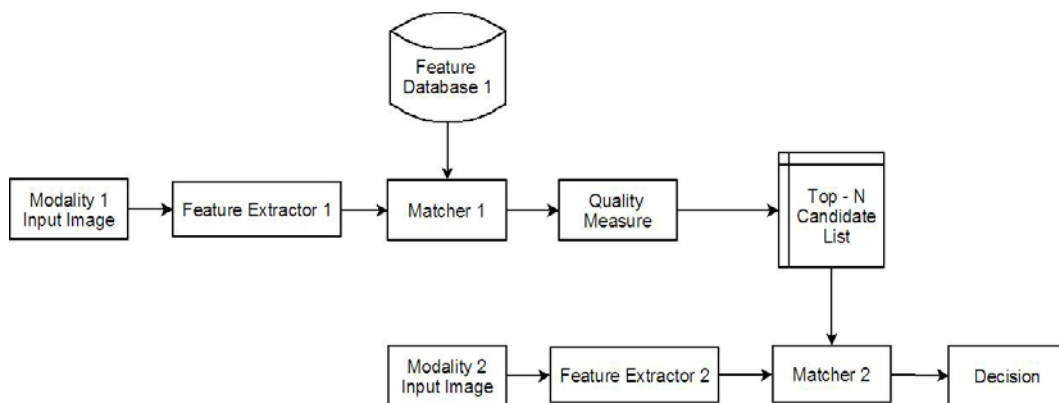 Feature
Database 1
Modality 1
Input Image
Feature Extractor 1
Matcher 1
Quality
Measure
Top - N
Candidate
List
Modality 2
Input Image
Feature Extractor 2
Matcher 2
Decision